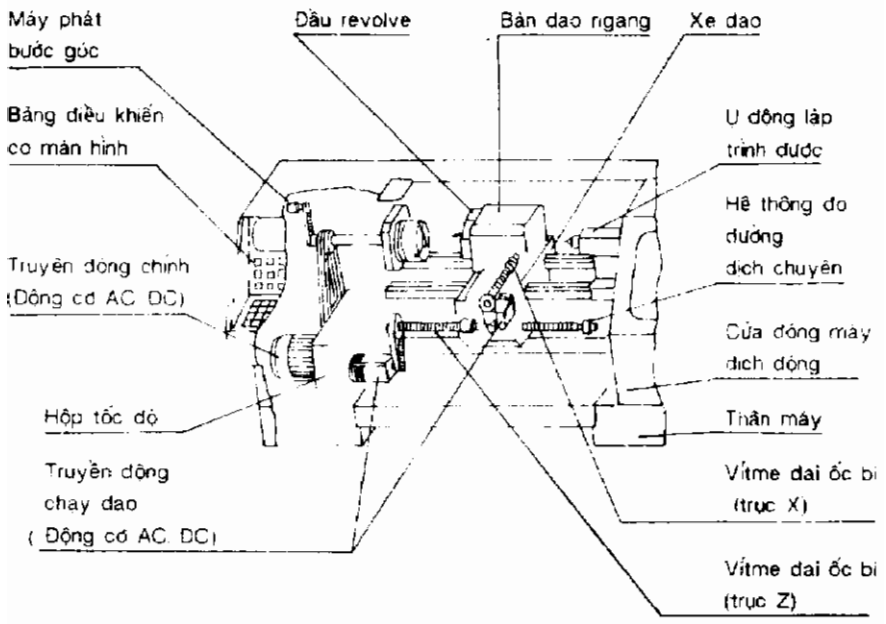 Máy phát
bước góc
Đầu revolve
Bàn dao ngang
Xe dao
Bảng điều khiển
có màn hình
Ụ động lập
trình được
Hệ thống đo
đường
dịch chuyển
Truyền động chính
(Động cơ AC. DC)
Cửa đóng máy
dịch động
Hộp tốc độ
Thân máy
Truyền động
chạy dao
( Động cơ AC. DC)
Vítme đai ốc bi
(trục X)
Vítme đai ốc bi
(trục Z)